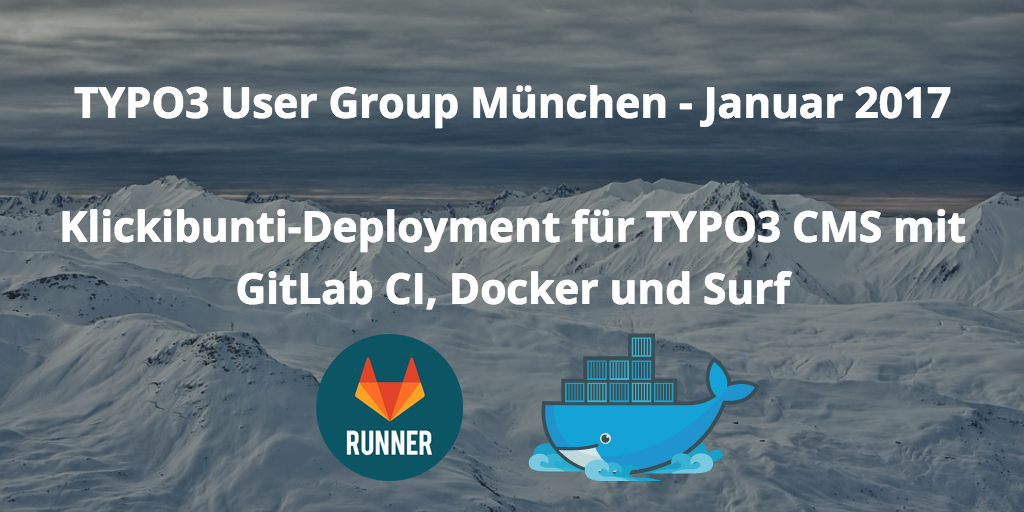 TYPO3 User Group München - Januar 2017
Klickibunti-Deployment für TYPO3 CMS mit
GitLab CI, Docker und Surf
RUNNER